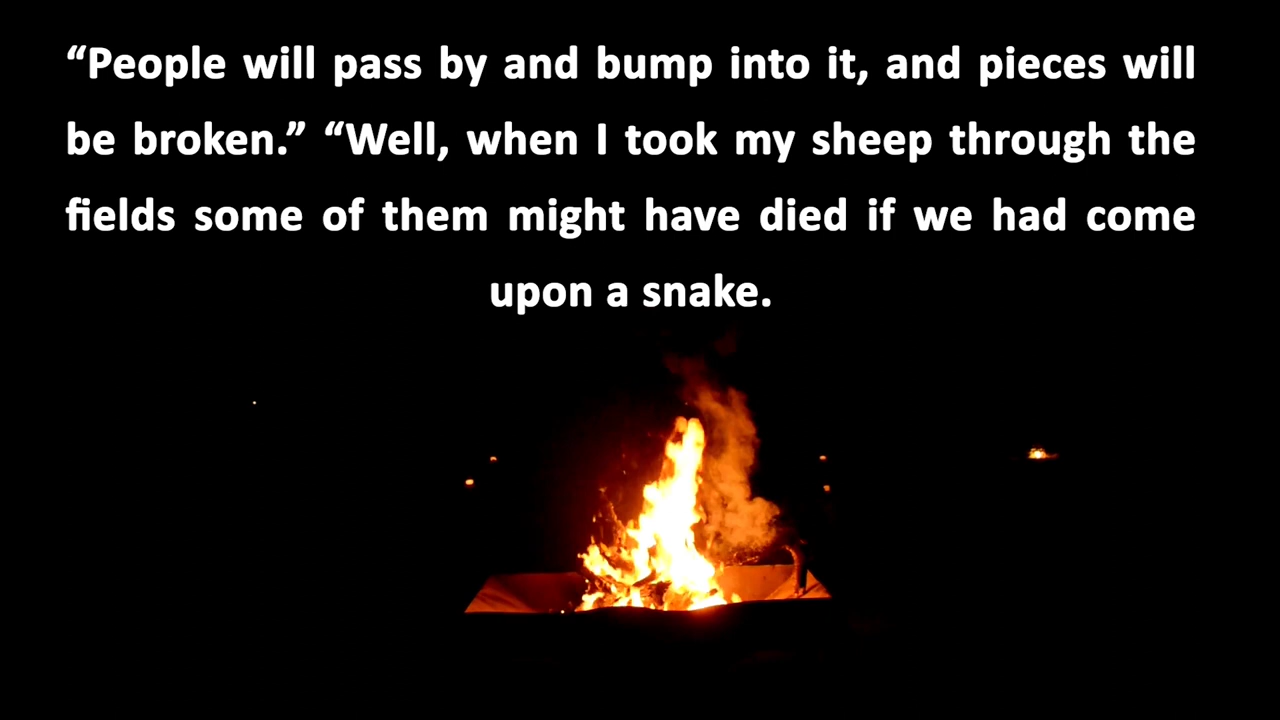 “People will pass by and bump into it, and pieces will
be broken.” “Well, when I took my sheep through the
fields some of them might have died if we had come
upon a snake.